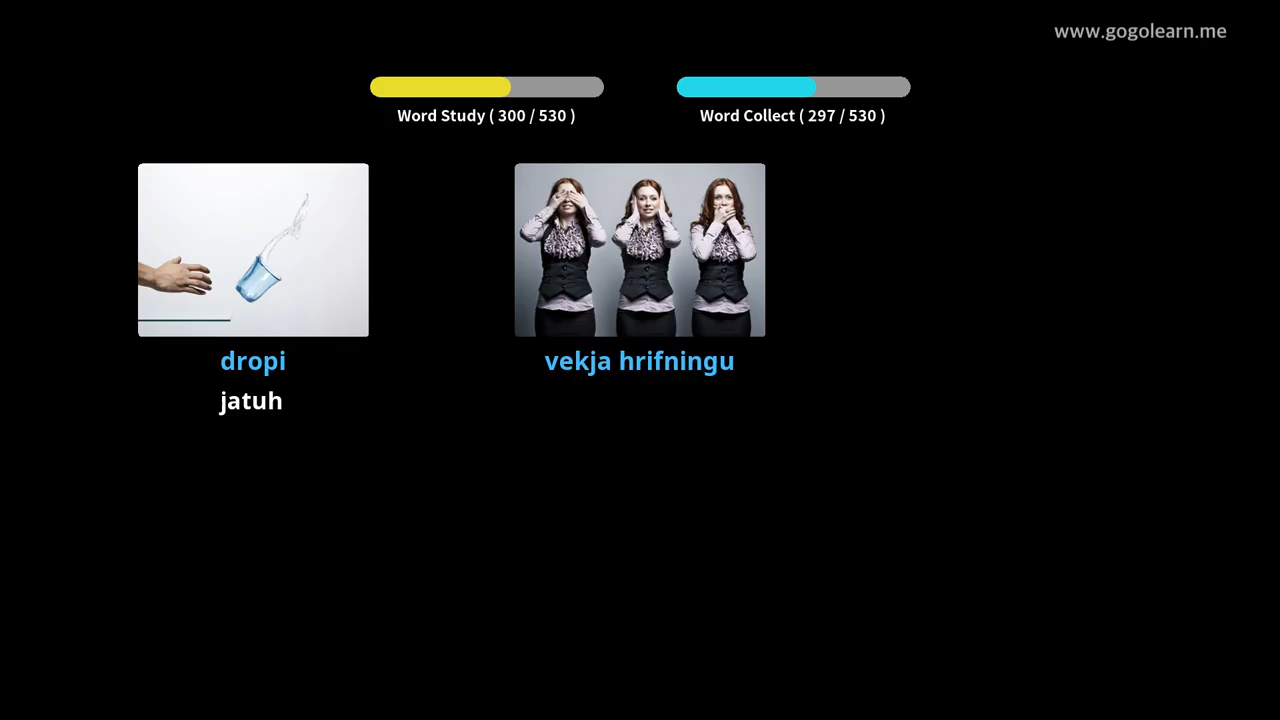 www.gogolearn.me
Word Study ( 300 / 530 )
Word Collect ( 297 / 530 )
dropi
jatuh
vekja hrifningu